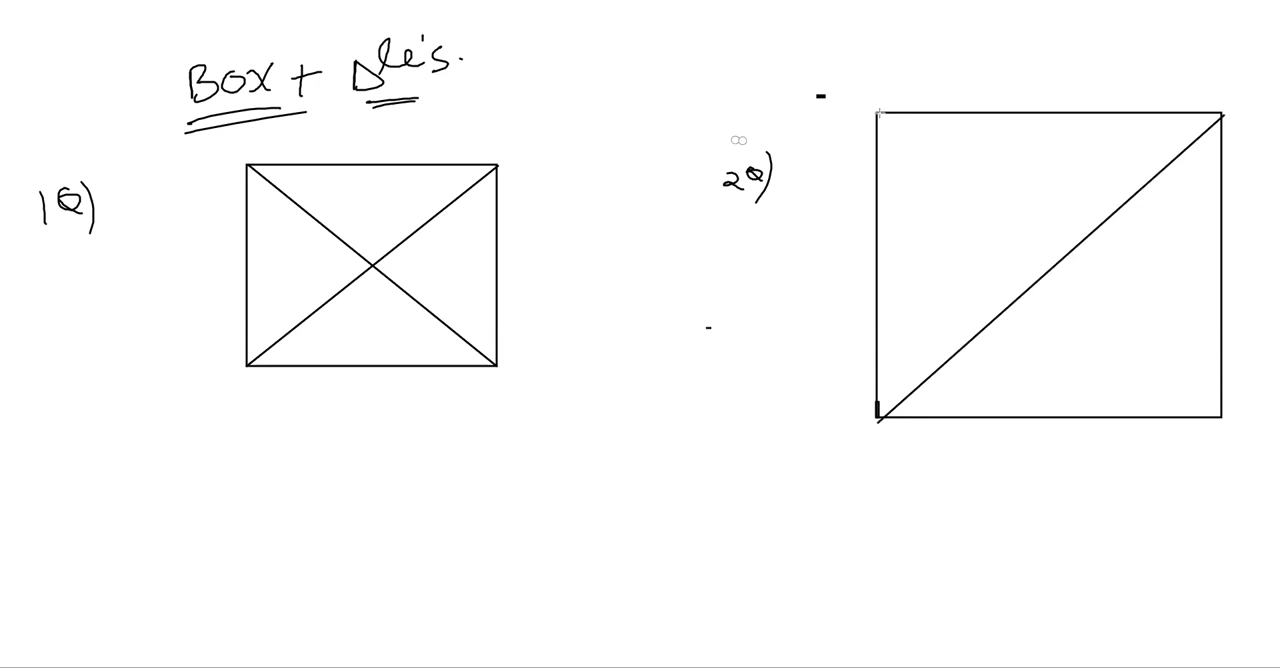 Box + Δle's.
1Q)
2Q)